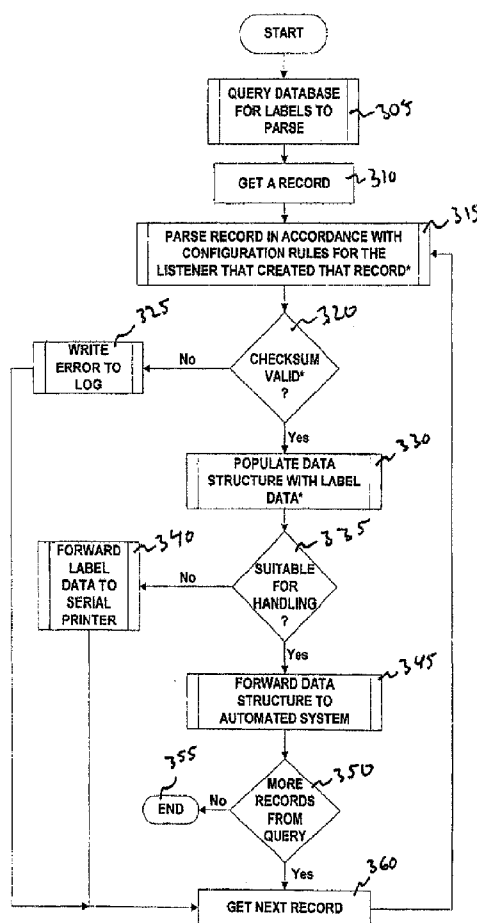 START
QUERY DATABASE
FOR LABELS TO
PARSE
305
GET A RECORD
310
PARSE RECORD IN ACCORDANCE WITH
CONFIGURATION RULES FOR THE
LISTENER THAT CREATED THAT RECORD*
315
320
CHECKSUM
VALID*
?
No
325
WRITE
ERROR TO
LOG
Yes
330
POPULATE DATA
STRUCTURE WITH LABEL
DATA*
335
SUITABLE
FOR
HANDLING
?
No
340
FORWARD
LABEL
DATA TO
SERIAL
PRINTER
Yes
345
FORWARD DATA
STRUCTURE TO
AUTOMATED SYSTEM
350
MORE
RECORDS
FROM
QUERY
No
355
END
Yes
360
GET NEXT RECORD